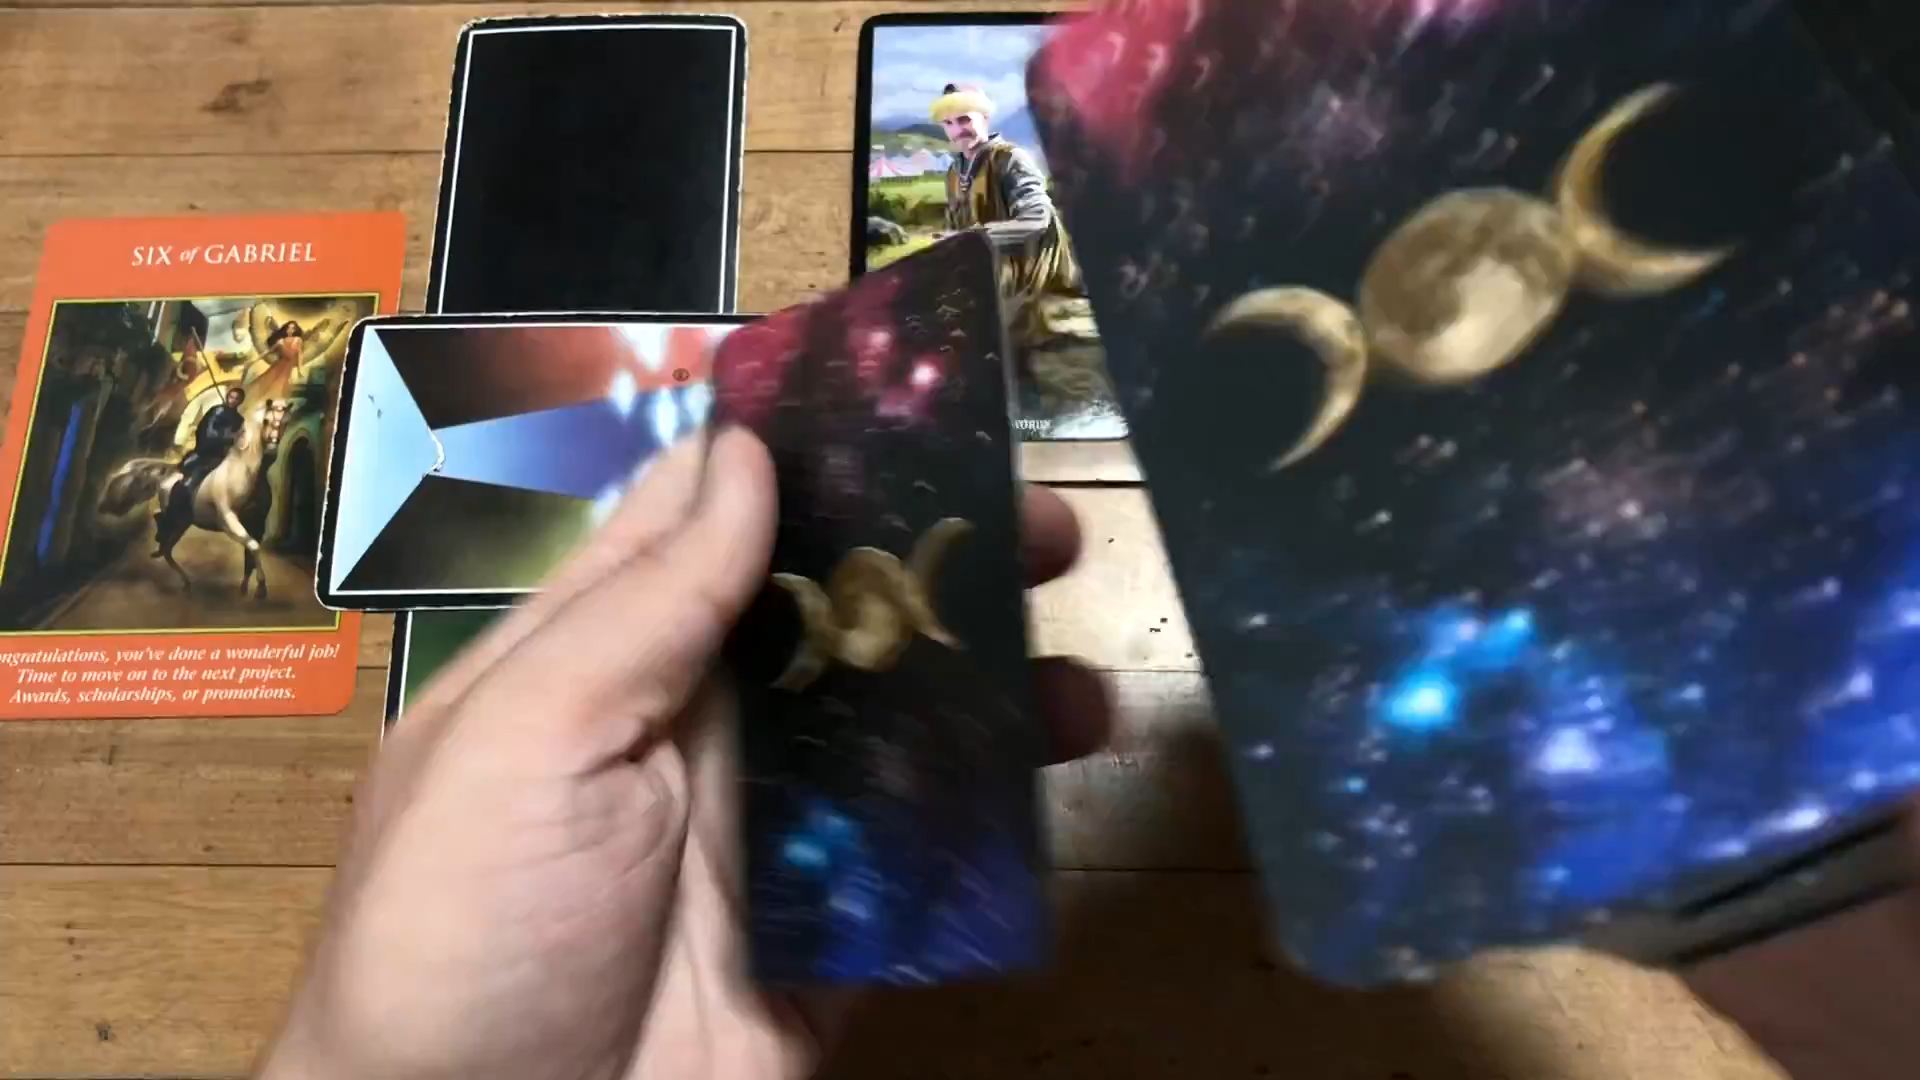 SIX of GABRIEL
ngratulations, you've done a wonderful job!
Time to move on to the next project.
Awards, scholarships, or promotions.